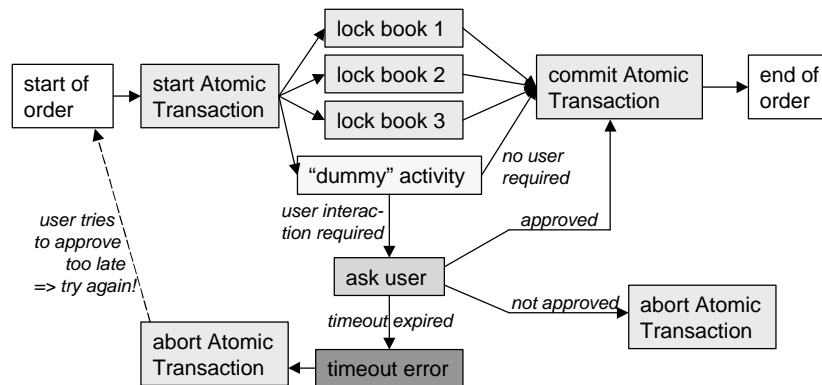 lock book 1
start of
order
start Atomic
Transaction
lock book 2
commit Atomic
Transaction
end of
order
lock book 3
“dummy” activity
no user
required
user interac-
tion required
user tries
to approve
too late
=> try again!
approved
ask user
not approved
abort Atomic
Transaction
timeout expired
abort Atomic
Transaction
timeout error